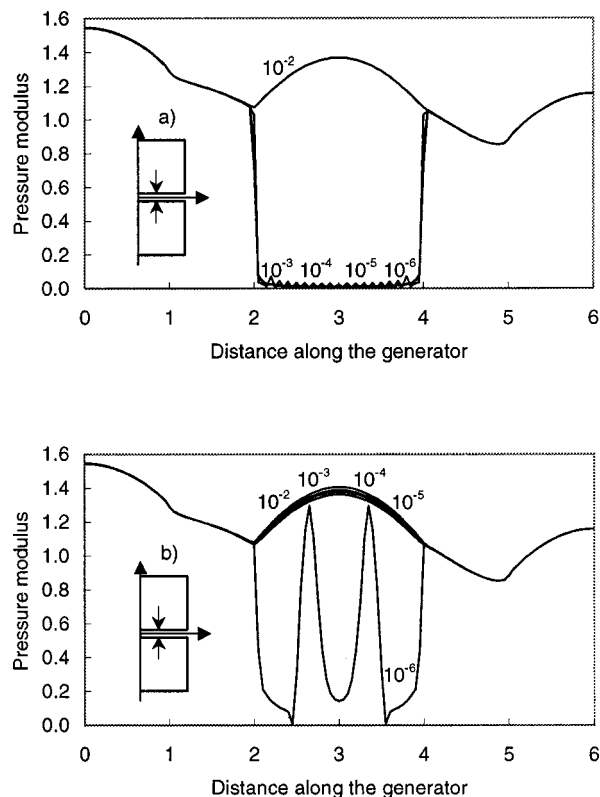 1.6
1.4
1.2
1.0
0.8
0.6
0.4
0.2
0.0
Pressure modulus
a)
10⁻²
10⁻³ 10⁻⁴ 10⁻⁵ 10⁻⁶
0 1 2 3 4 5 6
Distance along the generator
1.6
1.4
1.2
1.0
0.8
0.6
0.4
0.2
0.0
Pressure modulus
b)
10⁻² 10⁻³ 10⁻⁴ 10⁻⁵
10⁻⁶
0 1 2 3 4 5 6
Distance along the generator